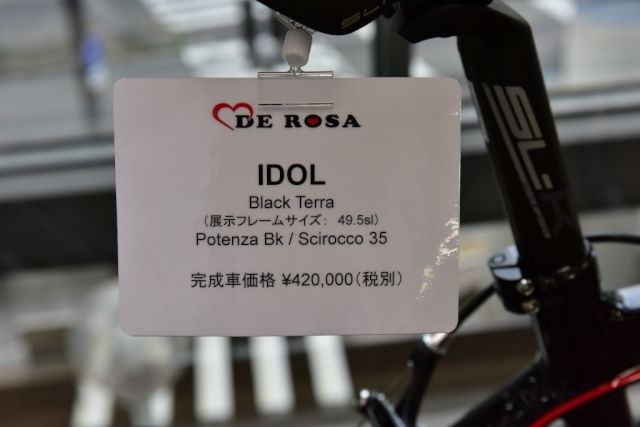 DE ROSA
IDOL
Black Terra
(展示フレームサイズ： 49.5sl)
Potenza Bk / Scirocco 35
完成車価格 ¥420,000(税別)
SL-K